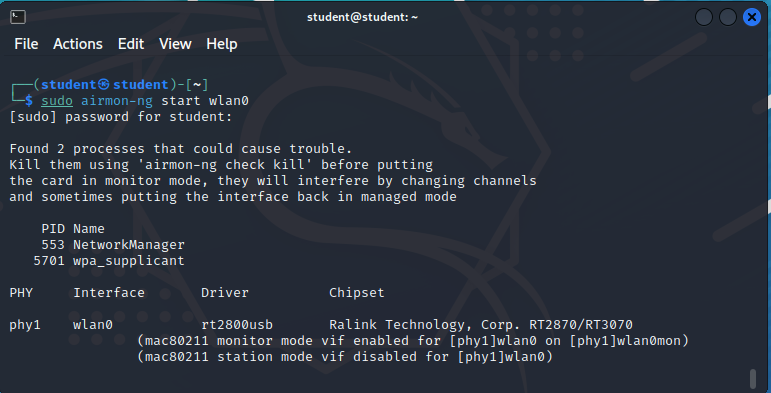 student@student: ~
File Actions Edit View Help
┌──(student㉿student)-[~]
└─$ sudo airmon-ng start wlan0
[sudo] password for student:
Found 2 processes that could cause trouble.
Kill them using 'airmon-ng check kill' before putting
the card in monitor mode, they will interfere by changing channels
and sometimes putting the interface back in managed mode
PID Name
553 NetworkManager
5701 wpa_supplicant
PHY Interface Driver Chipset
phy1 wlan0 rt2800usb Ralink Technology, Corp. RT2870/RT3070
(mac80211 monitor mode vif enabled for [phy1]wlan0 on [phy1]wlan0mon)
(mac80211 station mode vif disabled for [phy1]wlan0)